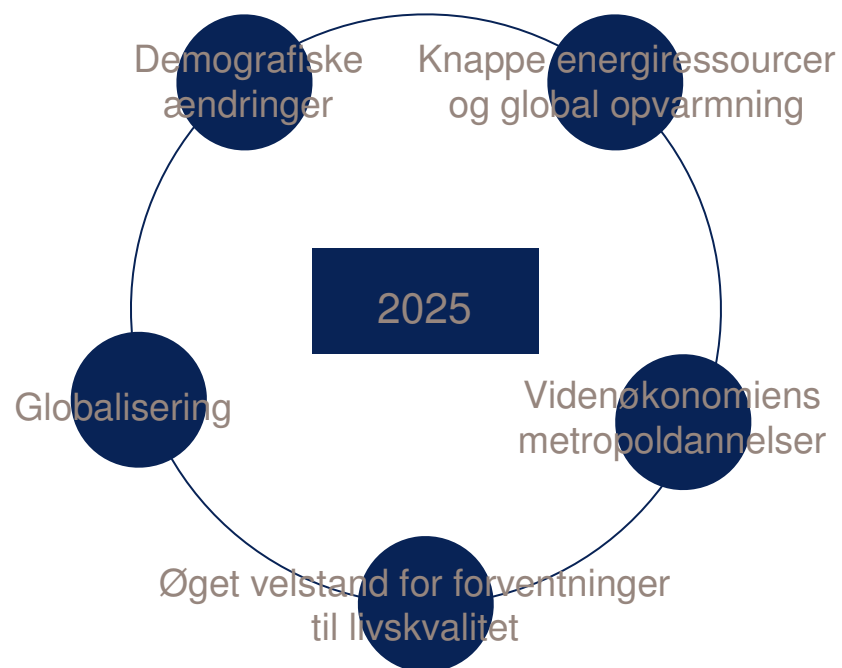 Demografiske
ændringer
Knappe energiressourcer
og global opvarmning
2025
Globalisering
Videnøkonomiens
metropoldannelser
Øget velstand for forventninger
til livskvalitet